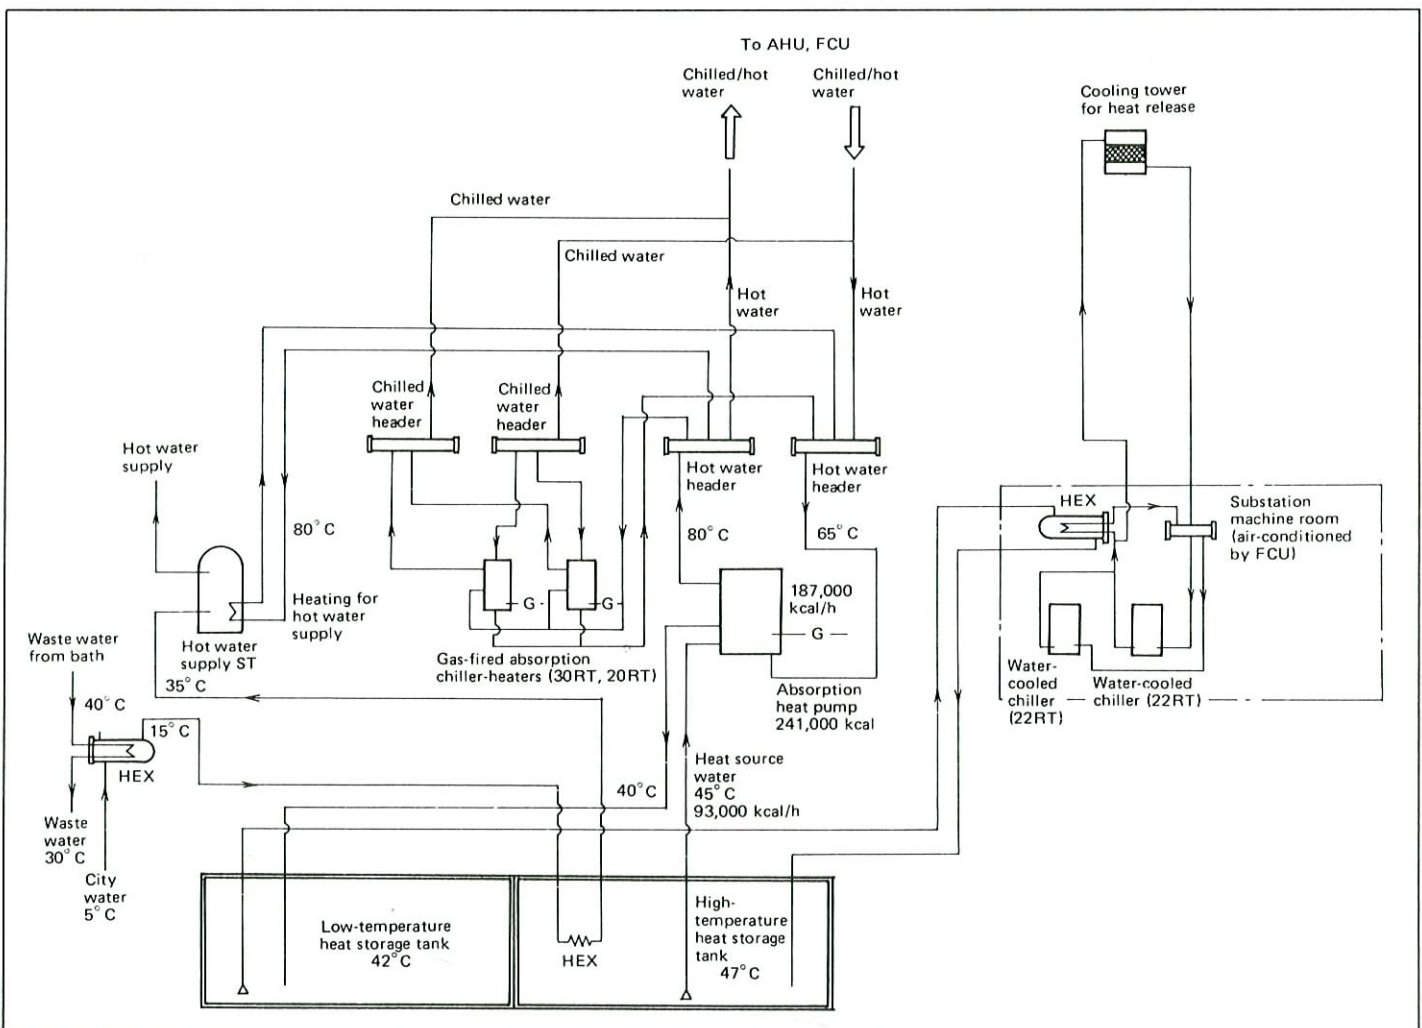 To AHU, FCU
Chilled/hot
water
Chilled/hot
water
Cooling tower
for heat release
Chilled water
Chilled water
Hot
water
Hot
water
Chilled
water
header
Chilled
water
header
Hot water
supply
Hot water
header
Hot water
header
HEX
Substation
machine room
(air-conditioned
by FCU)
80°C
80°C
65°C
187,000
kcal/h
G
G
G
Heating for
hot water
supply
Waste water
from bath
Hot water
supply ST
Gas-fired absorption
chiller-heaters (30RT, 20RT)
Water-
cooled
chiller
(22RT)
Water-cooled
chiller (22RT)
35°C
40°C
15°C
Absorption
heat pump
241,000 kcal
HEX
Heat source
water
45°C
93,000 kcal/h
40°C
Waste
water
30°C
City
water
5°C
Low-temperature
heat storage tank
42°C
HEX
High-
temperature
heat storage
tank
47°C